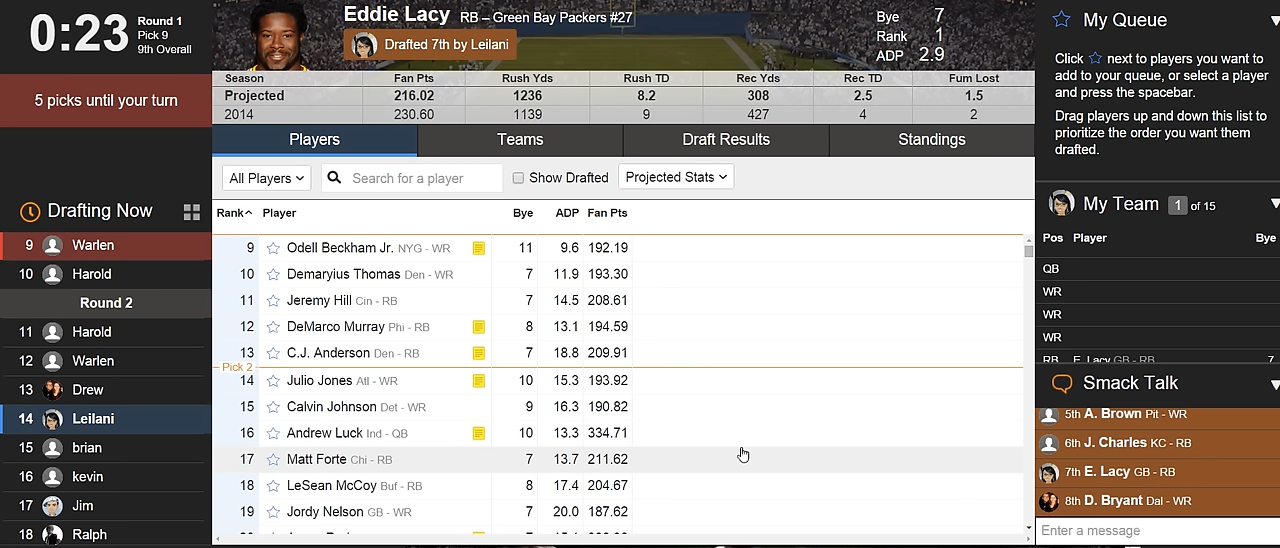 0:23
Round 1
Pick 9
9th Overall
5 picks until your turn
Drafting Now
9 Warlen
10 Harold
Round 2
11 Harold
12 Warlen
13 Drew
14 Leilani
15 brian
16 kevin
17 Jim
18 Ralph
Eddie Lacy RB – Green Bay Packers #27
Drafted 7th by Leilani
Bye 7
Rank 1
ADP 2.9
Season Fan Pts Rush Yds Rush TD Rec Yds Rec TD Fum Lost
Projected 216.02 1236 8.2 308 2.5 1.5
2014 230.60 1139 9 427 4 2
Players Teams Draft Results Standings
All Players Search for a player Show Drafted Projected Stats
Rank Player Bye ADP Fan Pts
9 Odell Beckham Jr. NYG - WR 11 9.6 192.19
10 Demaryius Thomas Den - WR 7 11.9 193.30
11 Jeremy Hill Cin - RB 7 14.5 208.61
12 DeMarco Murray Phi - RB 8 13.1 194.59
13 C.J. Anderson Den - RB 7 18.8 209.91
Pick 2
14 Julio Jones Atl - WR 10 15.3 193.92
15 Calvin Johnson Det - WR 9 16.3 190.82
16 Andrew Luck Ind - QB 10 13.3 334.71
17 Matt Forte Chi - RB 7 13.7 211.62
18 LeSean McCoy Buf - RB 8 17.4 204.67
19 Jordy Nelson GB - WR 7 20.0 187.62
My Queue
Click next to players you want to
add to your queue, or select a player
and press the spacebar.
Drag players up and down this list to
prioritize the order you want them
drafted.
My Team 1 of 15
Pos Player Bye
QB
WR
WR
WR
RB E. Lacy GB - RB 7
Smack Talk
5th A. Brown Pit - WR
6th J. Charles KC - RB
7th E. Lacy GB - RB
8th D. Bryant Dal - WR
Enter a message